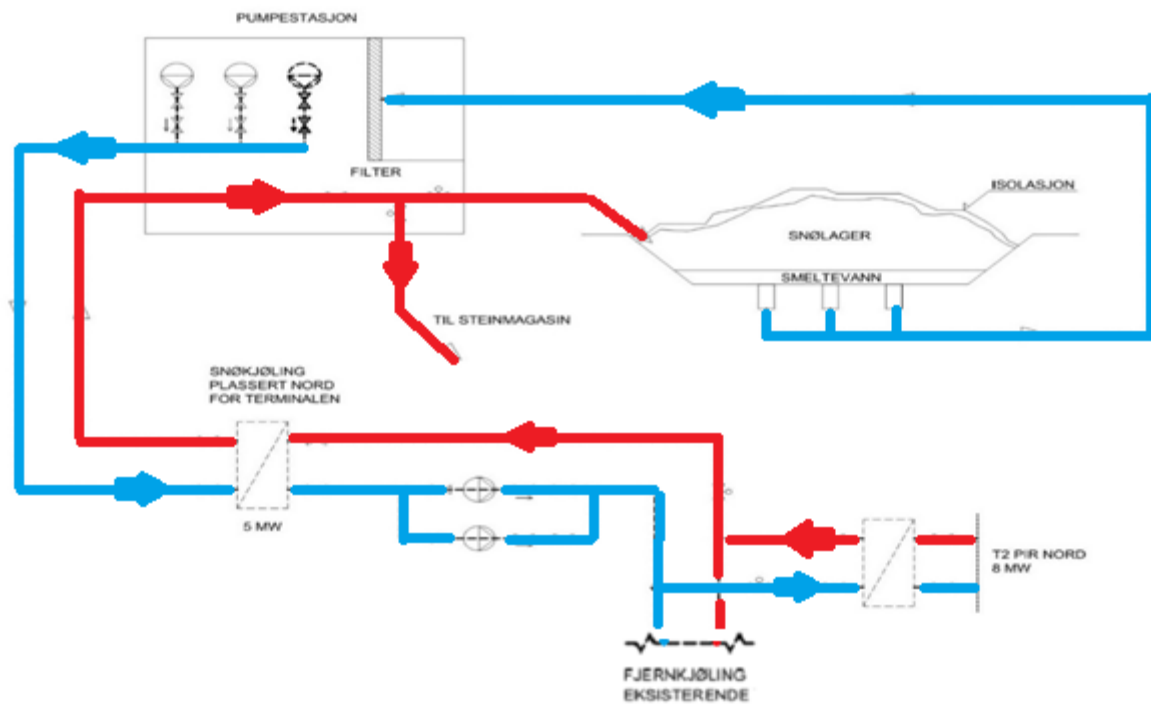 PUMPESTASJON
FILTER
ISOLASJON
SNØLAGER
SMELTEVANN
TIL STEINMAGASIN
SNØKJØLING
PLASSERT NORD
FOR TERMINALEN
5 MW
T2 PIR NORD
8 MW
FJERNKJØLING
EKSISTERENDE